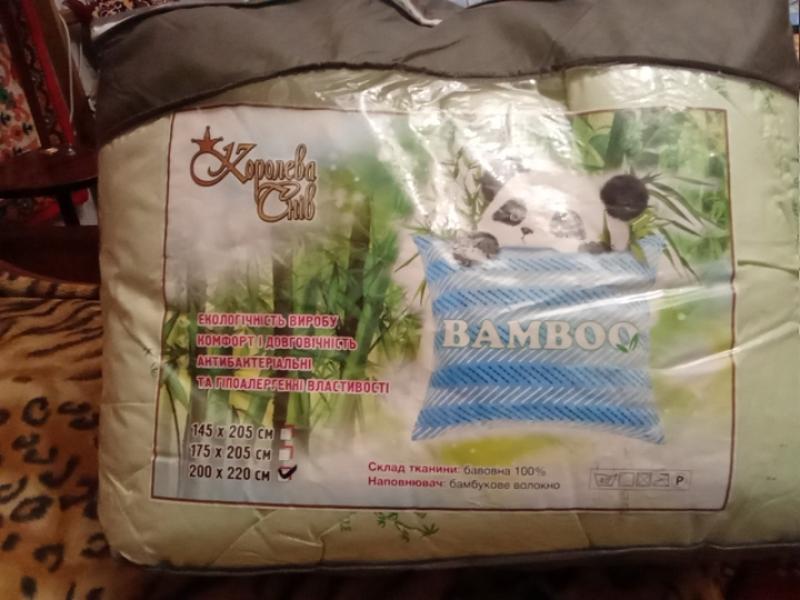 Королева
Снів
ЕКОЛОГІЧНІСТЬ ВИРОБУ
КОМФОРТ І ДОВГОВІЧНІСТЬ
АНТИБАКТЕРІАЛЬНІ
ТА ГІПОАЛЕРГЕННІ ВЛАСТИВОСТІ
BAMBOO
145 х 205 см
175 х 205 см
200 х 220 см
Склад тканини: бавовна 100%
Наповнювач: бамбукове волокно
P